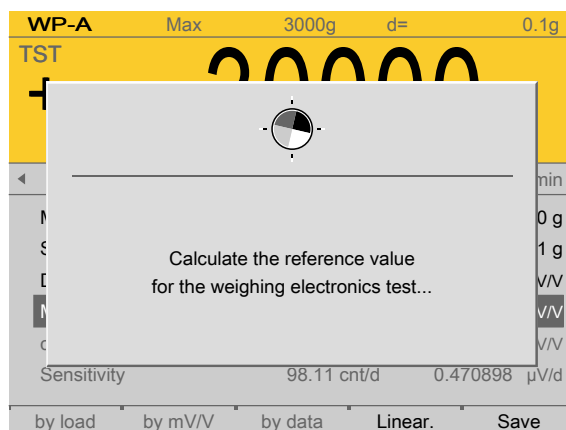 WP-A Max 3000g d= 0.1g
TST
min
0 g
1 g
V/V
V/V
V/V
Calculate the reference value
for the weighing electronics test...
Sensitivity 98.11 cnt/d 0.470898 µV/d
by load by mV/V by data Linear. Save